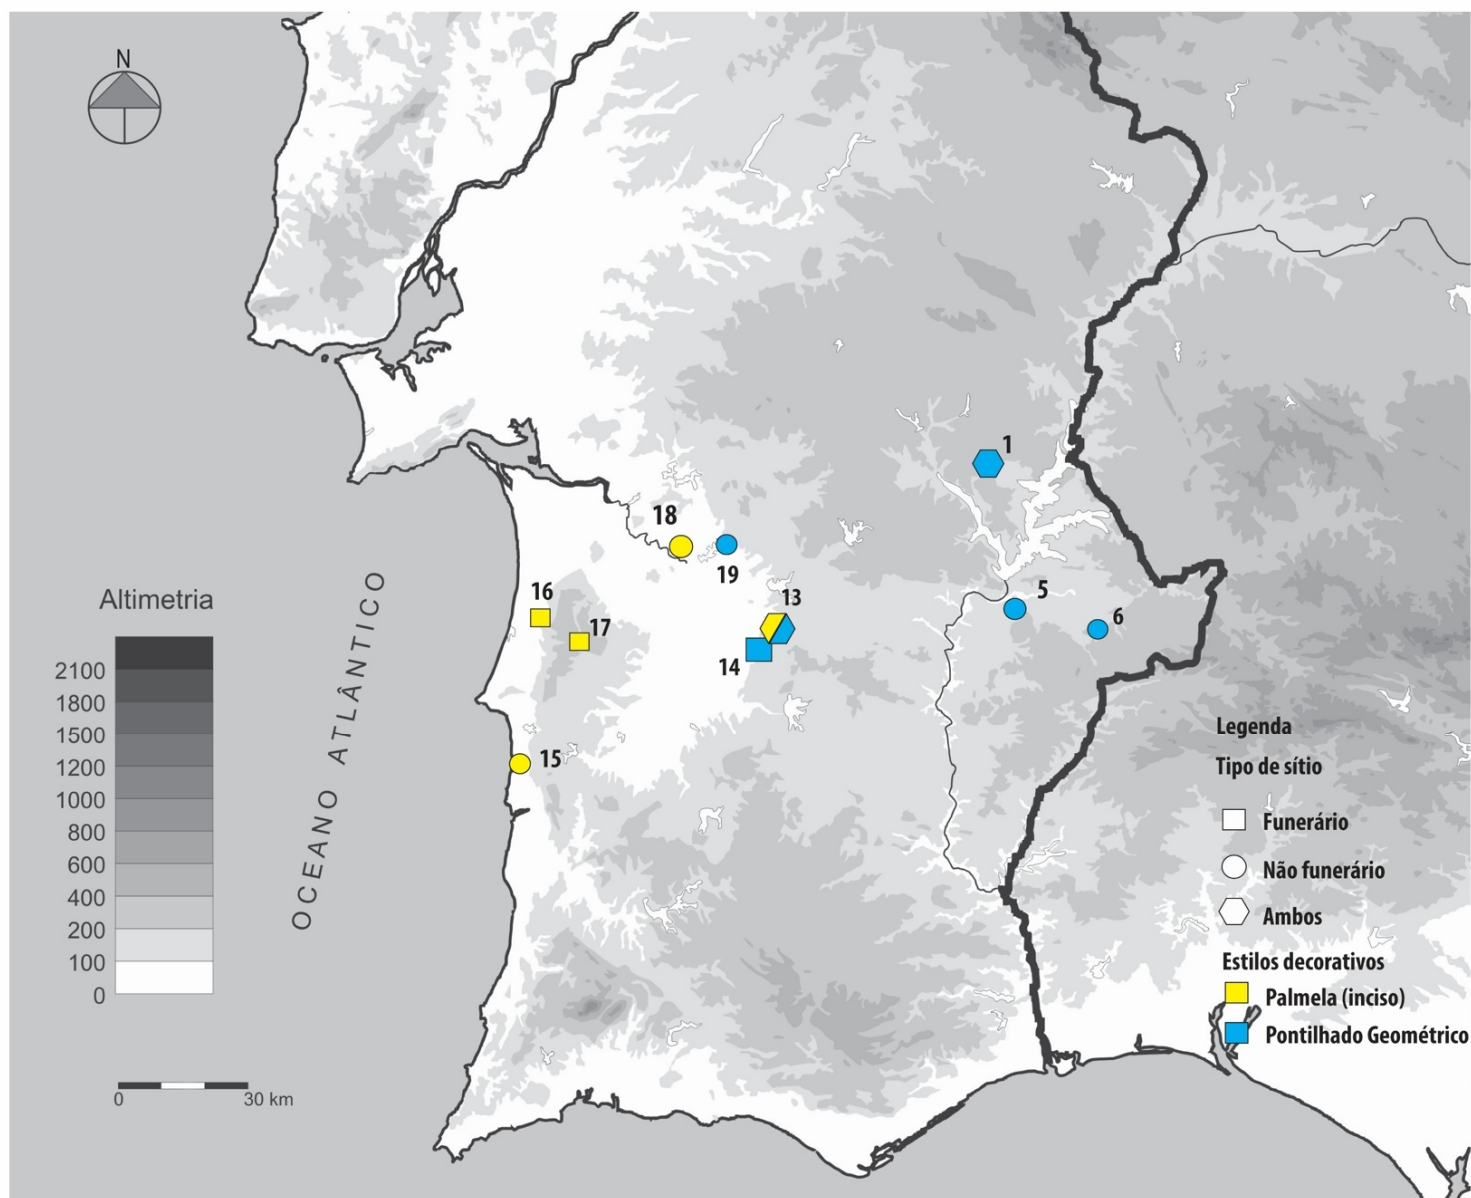 N
1
18
19
5
6
16
17
13
14
15
OCEANO ATLÂNTICO
Altimetria
2100
1800
1500
1200
1000
800
600
400
200
100
0
0 30 km
Legenda
Tipo de sítio
Funerário
Não funerário
Ambos
Estilos decorativos
Palmela (inciso)
Pontilhado Geométrico